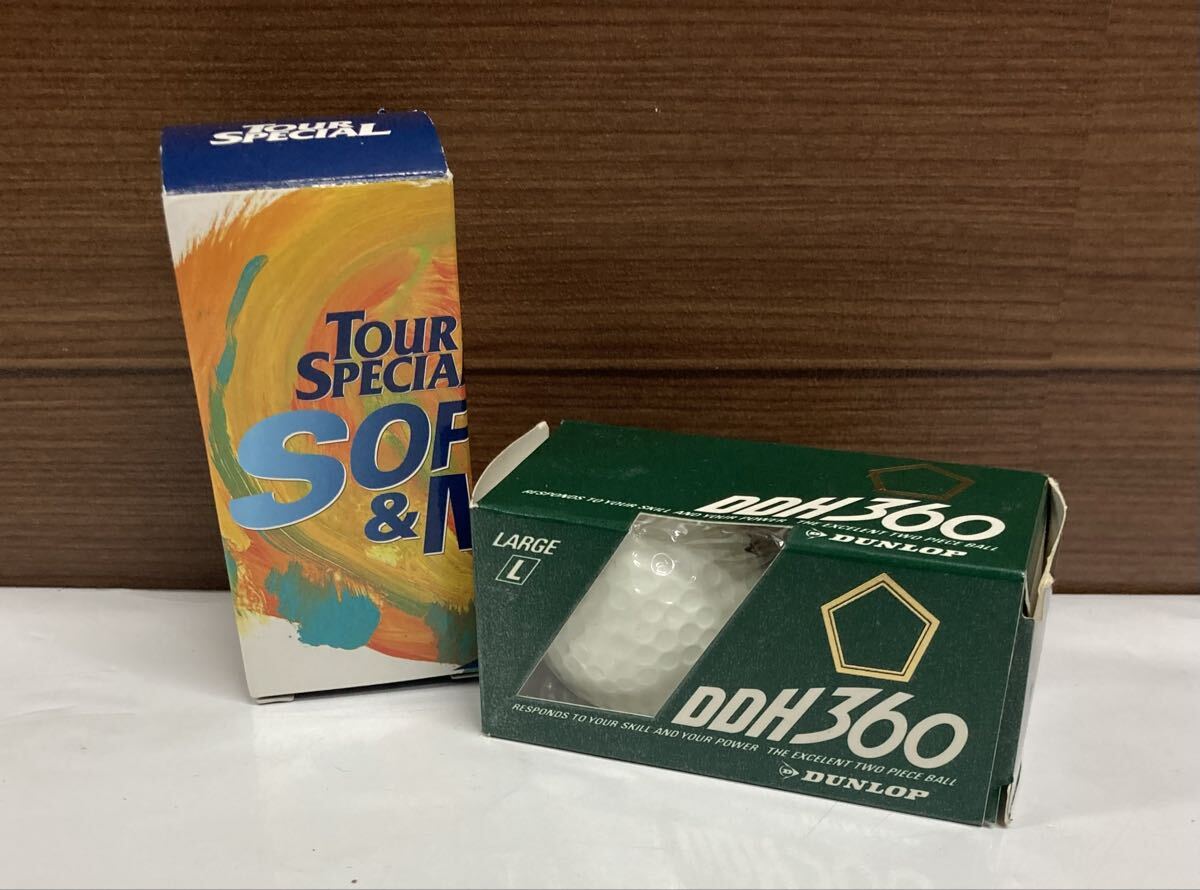 TOUR
SPECIAL
TOUR
SPECIAL
SOF
&
DDH360
RESPONDS TO YOUR SKILL AND YOUR POWER THE EXCELENT TWO PIECE BALL
DUNLOP
LARGE
L
DDH360
RESPONDS TO YOUR SKILL AND YOUR POWER THE EXCELENT TWO PIECE BALL
DUNLOP